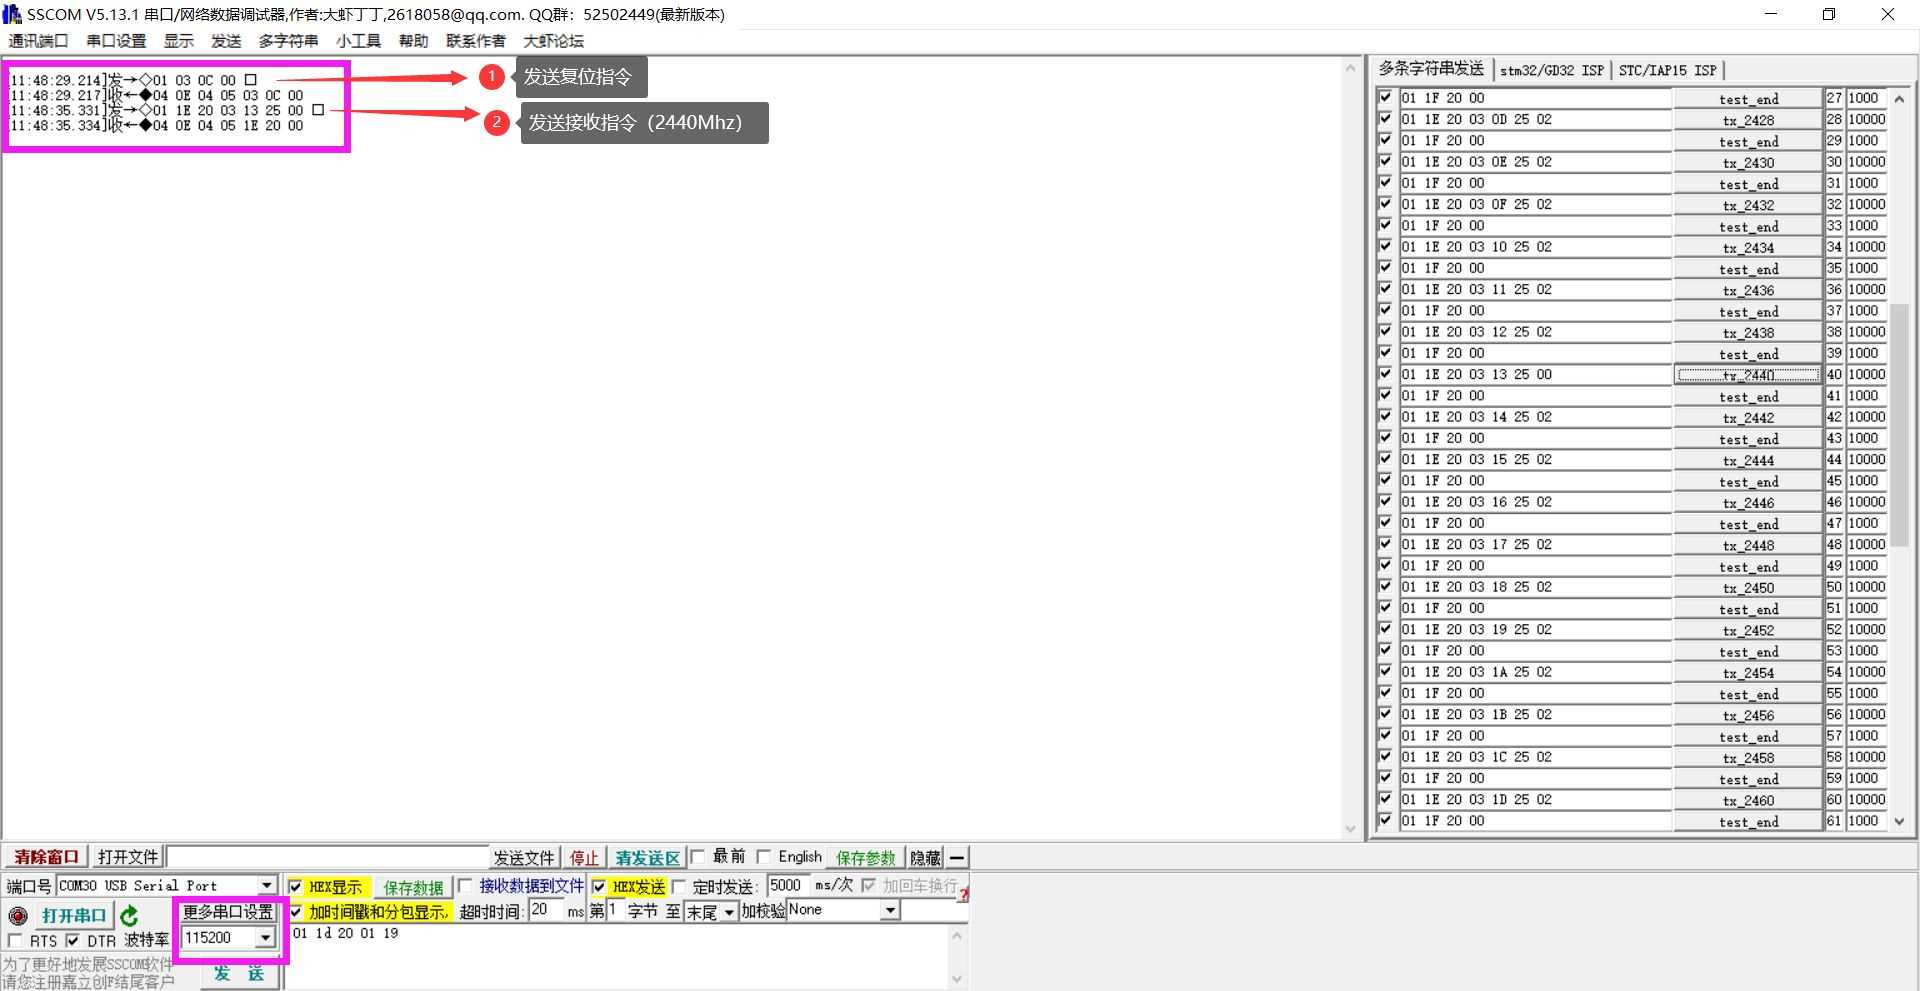 SSCOM V5.13.1 串口/网络数据调试器,作者:大虾丁丁,2618058@qq.com. QQ群: 52502449(最新版本)
通讯端口 串口设置 显示 发送 多字符串 小工具 帮助 联系作者 大虾论坛
[11:48:29.214]发→◇01 03 0C 00 □
[11:48:29.217]收←◆04 0E 04 05 03 0C 00
[11:48:35.331]发→◇01 1E 20 03 13 25 00 □
[11:48:35.334]收←◆04 0E 04 05 1E 20 00
1 发送复位指令
2 发送接收指令（2440Mhz）
多条字符串发送 stm32/GD32 ISP STC/IAP15 ISP
01 1F 20 00 test_end 27 1000
01 1E 20 03 0D 25 02 tx_2428 28 10000
01 1F 20 00 test_end 29 1000
01 1E 20 03 0E 25 02 tx_2430 30 10000
01 1F 20 00 test_end 31 1000
01 1E 20 03 0F 25 02 tx_2432 32 10000
01 1F 20 00 test_end 33 1000
01 1E 20 03 10 25 02 tx_2434 34 10000
01 1F 20 00 test_end 35 1000
01 1E 20 03 11 25 02 tx_2436 36 10000
01 1F 20 00 test_end 37 1000
01 1E 20 03 12 25 02 tx_2438 38 10000
01 1F 20 00 test_end 39 1000
01 1E 20 03 13 25 00 tx_2440 40 10000
01 1F 20 00 test_end 41 1000
01 1E 20 03 14 25 02 tx_2442 42 10000
01 1F 20 00 test_end 43 1000
01 1E 20 03 15 25 02 tx_2444 44 10000
01 1F 20 00 test_end 45 1000
01 1E 20 03 16 25 02 tx_2446 46 10000
01 1F 20 00 test_end 47 1000
01 1E 20 03 17 25 02 tx_2448 48 10000
01 1F 20 00 test_end 49 1000
01 1E 20 03 18 25 02 tx_2450 50 10000
01 1F 20 00 test_end 51 1000
01 1E 20 03 19 25 02 tx_2452 52 10000
01 1F 20 00 test_end 53 1000
01 1E 20 03 1A 25 02 tx_2454 54 10000
01 1F 20 00 test_end 55 1000
01 1E 20 03 1B 25 02 tx_2456 56 10000
01 1F 20 00 test_end 57 1000
01 1E 20 03 1C 25 02 tx_2458 58 10000
01 1F 20 00 test_end 59 1000
01 1E 20 03 1D 25 02 tx_2460 60 10000
01 1F 20 00 test_end 61 1000
清除窗口 打开文件 发送文件 停止 清发送区 最前 English 保存参数 隐藏
端口号 COM30 USB Serial Port HEX显示 保存数据 接收数据到文件 HEX发送 定时发送: 5000 ms/次 加回车换行 ?
打开串口 更多串口设置 加时间戳和分包显示, 超时时间: 20 ms 第 1 字节 至 末尾 加校验 None
RTS DTR 波特率 115200
01 1d 20 01 19
为了更好地发展SSCOM软件
请您注册嘉立创F结尾客户
发 送